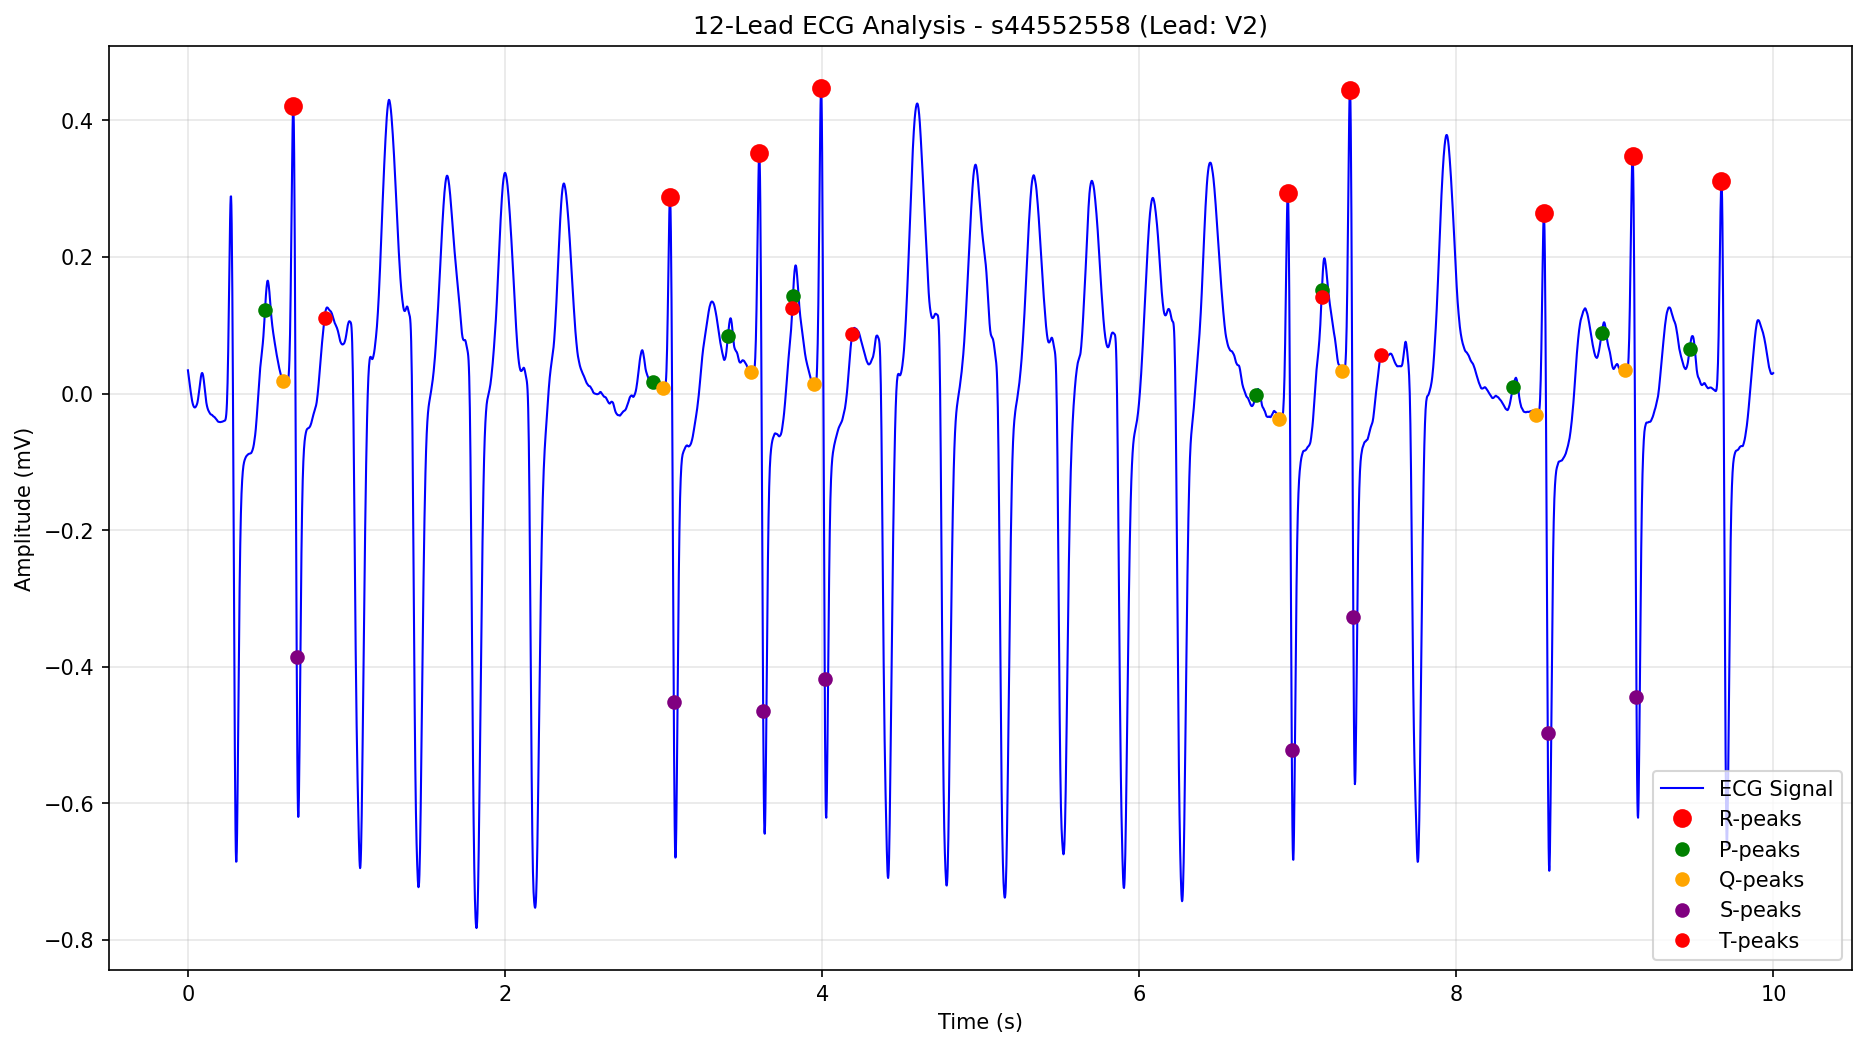 12-Lead ECG Analysis - s44552558 (Lead: V2)
Amplitude (mV)
0.4
0.2
0.0
−0.2
−0.4
−0.6
−0.8
0 2 4 6 8 10
Time (s)
ECG Signal
R-peaks
P-peaks
Q-peaks
S-peaks
T-peaks